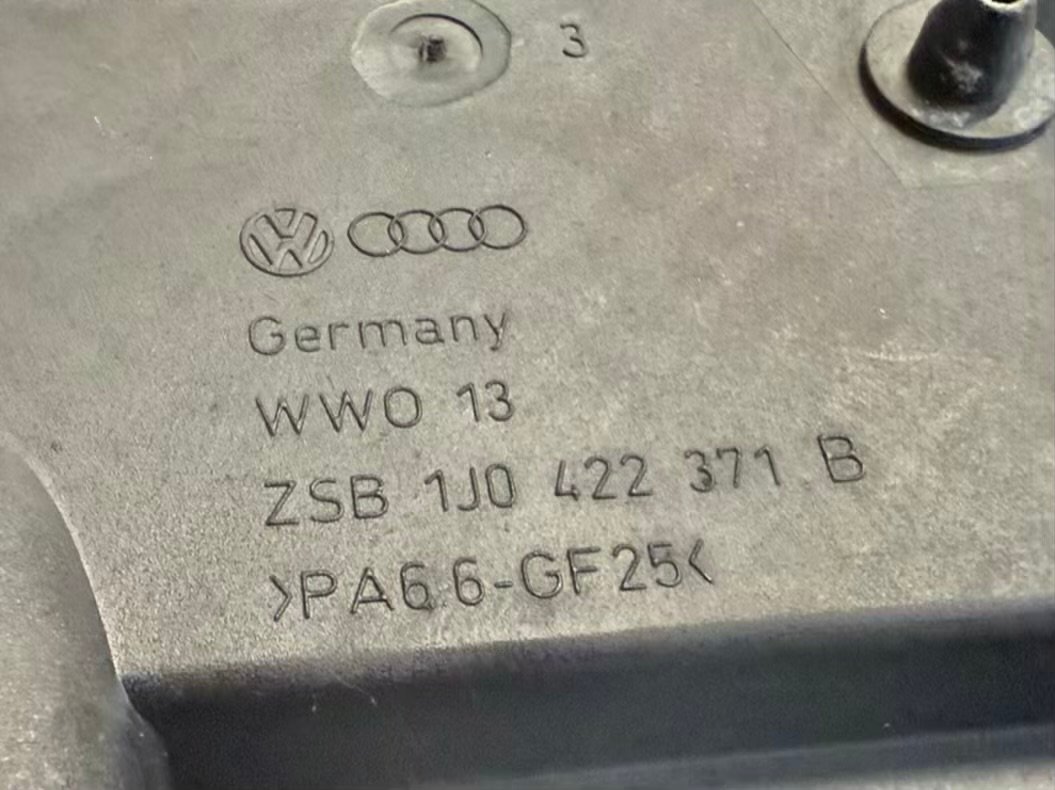 3
Germany
WWO 13
ZSB 1J0 422 371 B
>PA6.6-GF25<